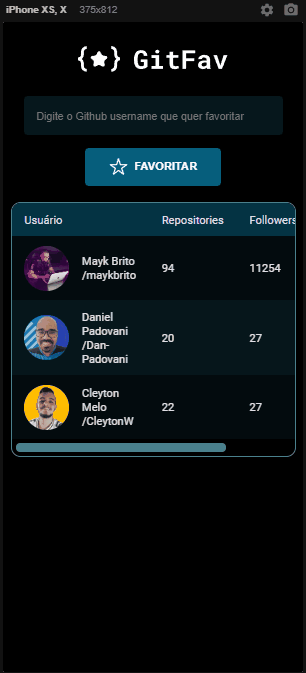 iPhone XS, X 375x812
{★} GitFav
Digite o Github username que quer favoritar
FAVORITAR
Usuário Repositories Followers
Mayk Brito
/maykbrito
94 11254
Daniel
Padovani
/Dan-
Padovani
20 27
Cleyton
Melo
/CleytonW
22 27